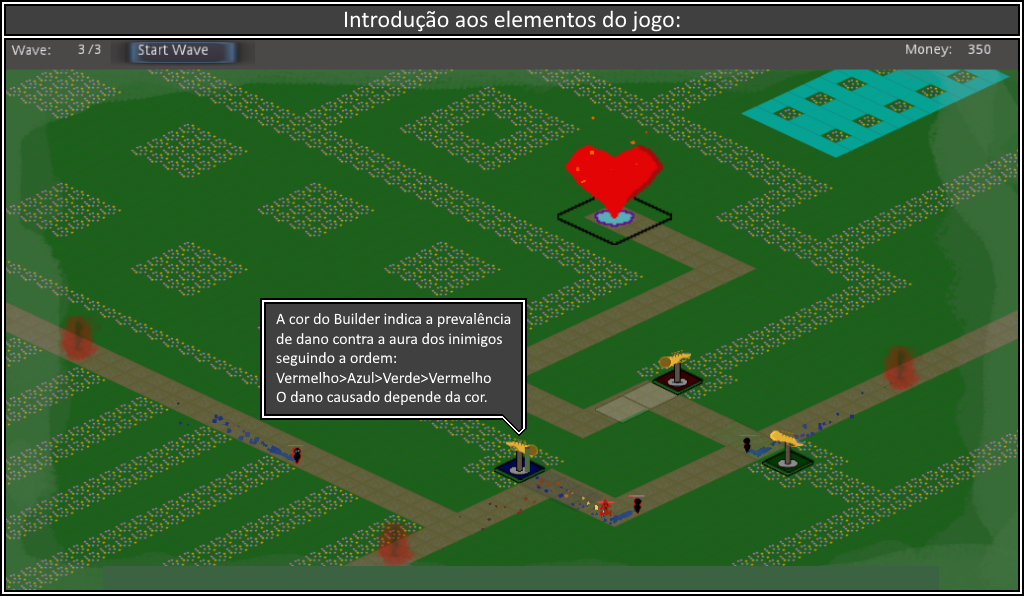 Introdução aos elementos do jogo:
Wave: 3/3 Start Wave Money: 350
A cor do Builder indica a prevalência
de dano contra a aura dos inimigos
seguindo a ordem:
Vermelho>Azul>Verde>Vermelho
O dano causado depende da cor.